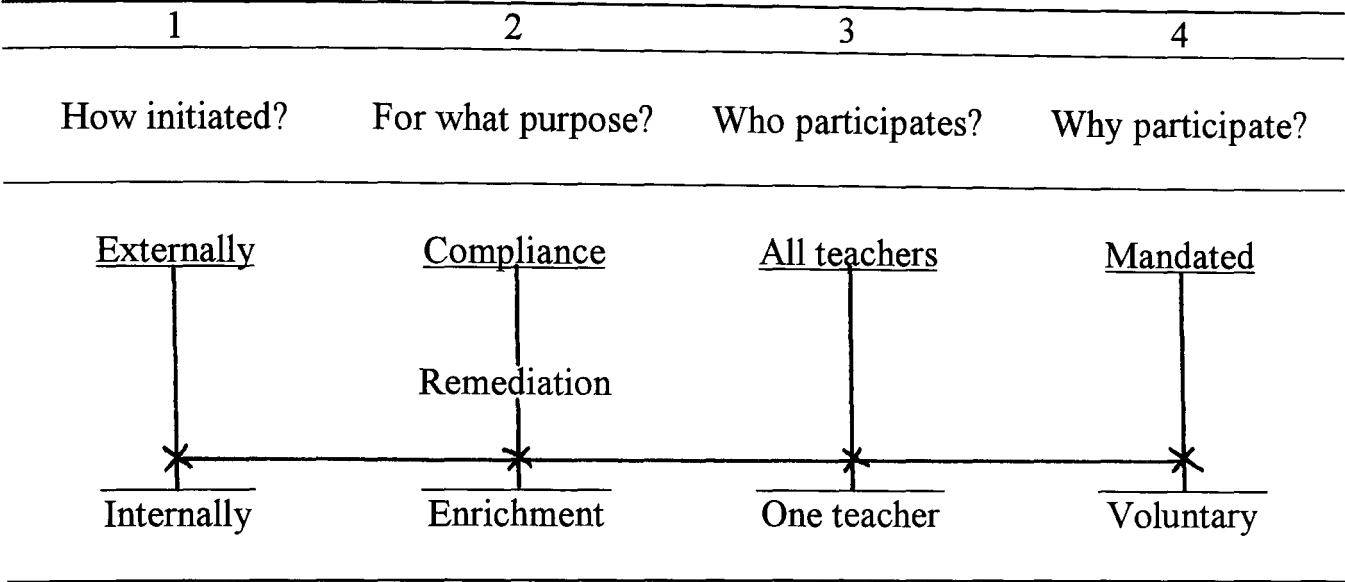 1 2 3 4
How initiated? For what purpose? Who participates? Why participate?
Externally Compliance All teachers Mandated
Remediation
Internally Enrichment One teacher Voluntary